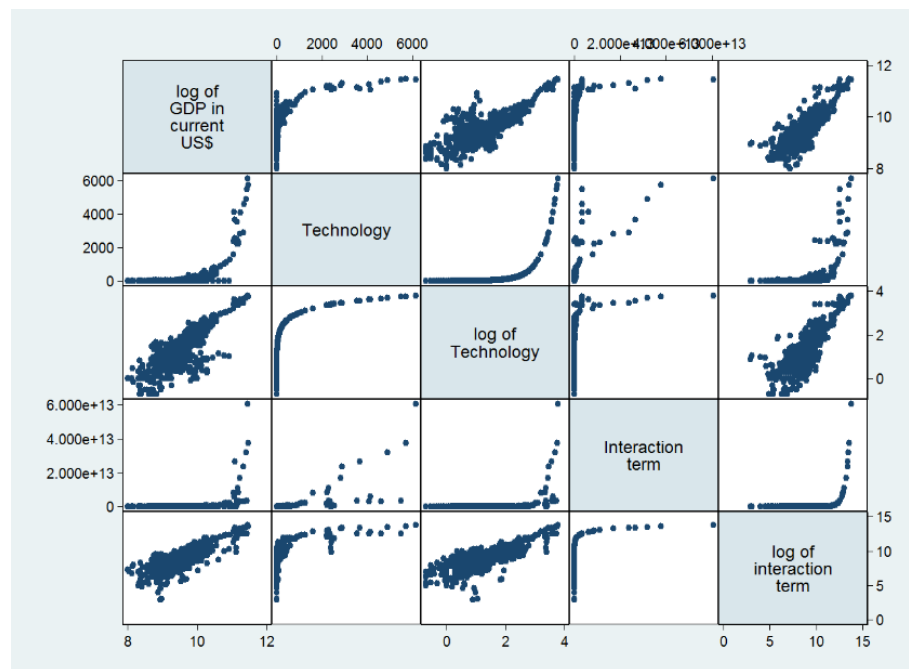 0 2000 4000 6000 0
log of
GDP in
current
US$
12
10
8
6000
4000
2000
0
Technology
log of
Technology
4
2
0
6.000e+13
4.000e+13
2.000e+13
0
Interaction
term
log of
interaction
term
15
10
5
0
8 10 12 0 2 4 0 5 10 15